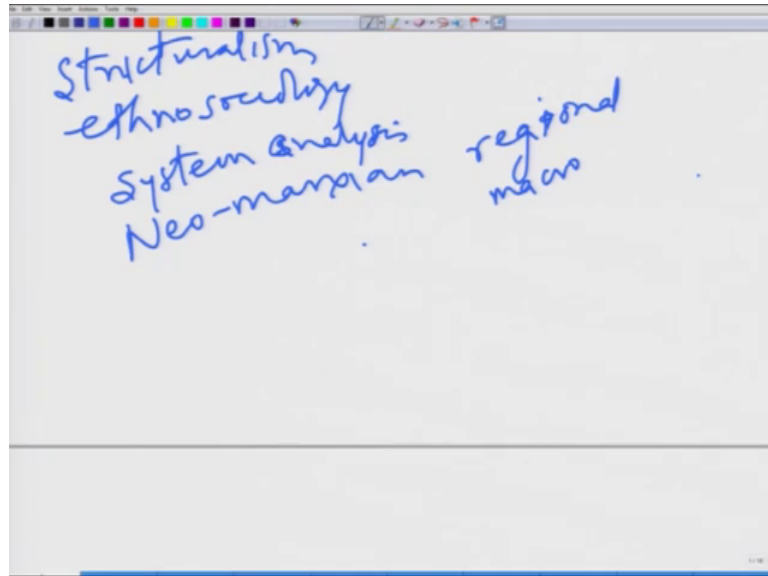 Structuralism
ethnosociology
System analysis
Neo-marxian
regional
macro